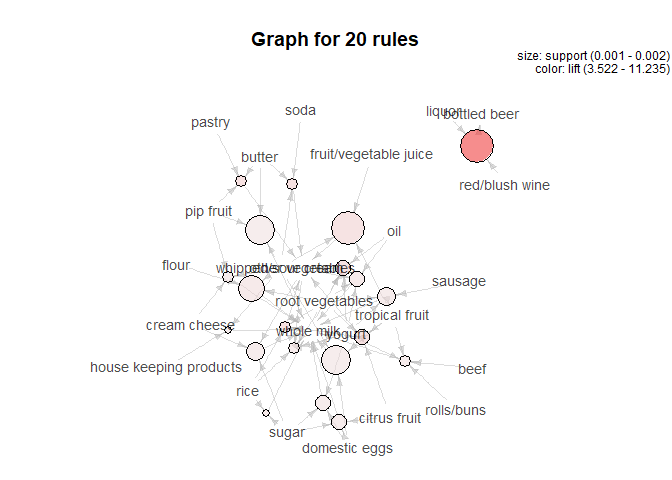 Graph for 20 rules
size: support (0.001 - 0.002)
color: lift (3.522 - 11.235)
liquor
bottled beer
soda
pastry
butter
fruit/vegetable juice
red/blush wine
pip fruit
oil
flour
whipped/sour cream
other vegetables
sausage
root vegetables
tropical fruit
cream cheese
whole milk
yogurt
house keeping products
beef
rice
rolls/buns
citrus fruit
sugar
domestic eggs